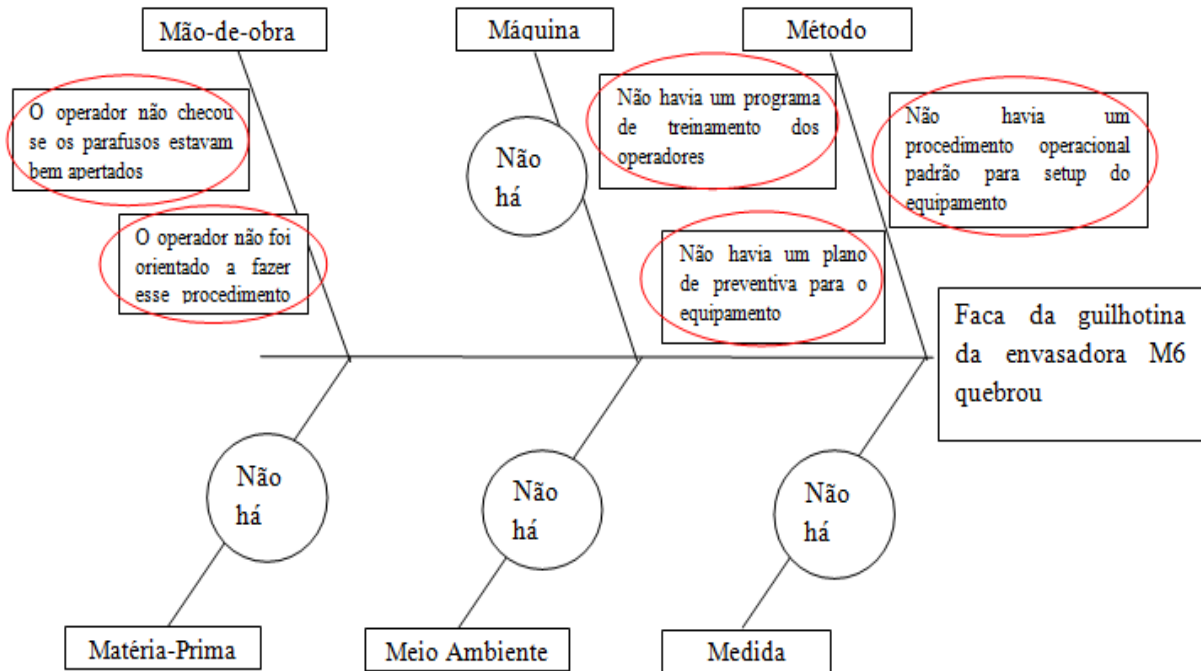 Mão-de-obra
Máquina
Método
O operador não checou
se os parafusos estavam
bem apertados
O operador não foi
orientado a fazer
esse procedimento
Não
há
Não havia um programa
de treinamento dos
operadores
Não havia um
procedimento operacional
padrão para setup do
equipamento
Não havia um plano
de preventiva para o
equipamento
Faca da guilhotina
da envasadora M6
quebrou
Não
há
Não
há
Não
há
Matéria-Prima
Meio Ambiente
Medida